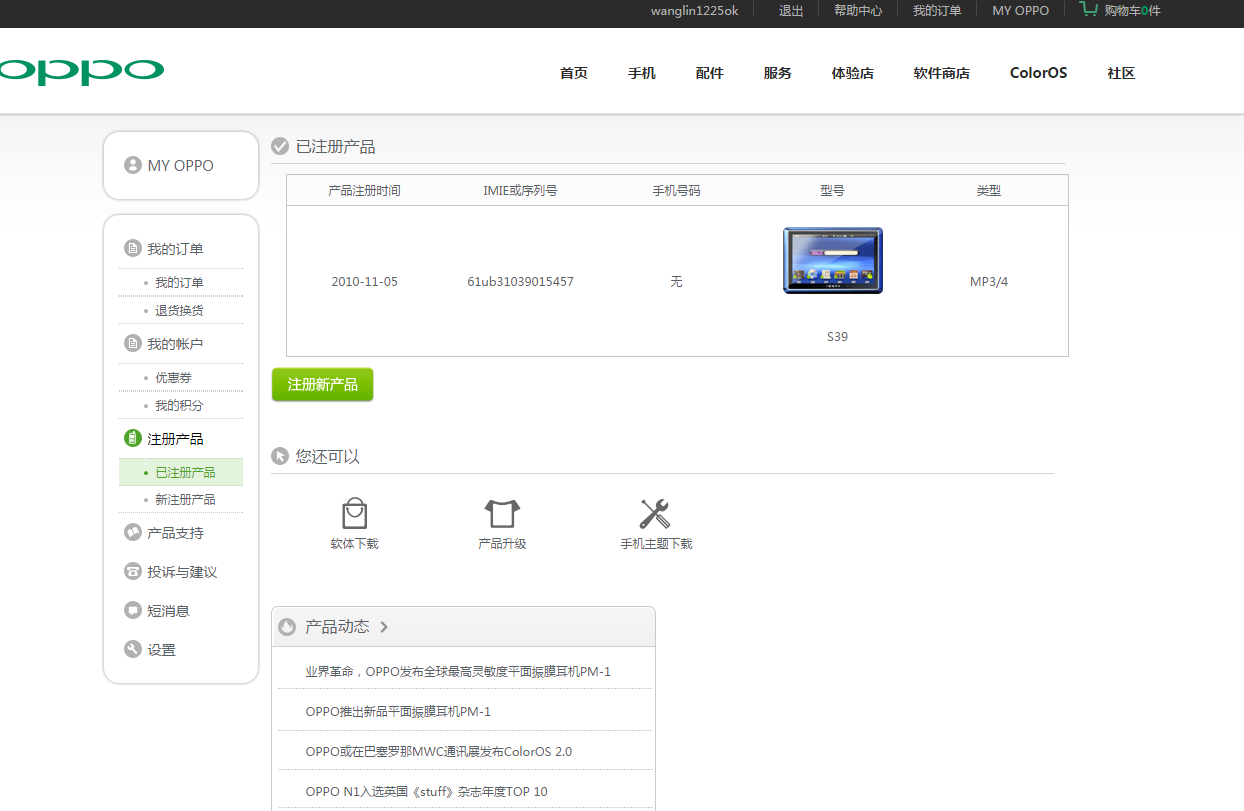 wanglin1225ok 退出 帮助中心 我的订单 MY OPPO 购物车0件
oppo 首页 手机 配件 服务 体验店 软件商店 ColorOS 社区
MY OPPO
我的订单
我的订单
退货换货
我的帐户
优惠券
我的积分
注册产品
已注册产品
新注册产品
产品支持
投诉与建议
短消息
设置
已注册产品
产品注册时间 IMIE或序列号 手机号码 型号 类型
2010-11-05 61ub31039015457 无 MP3/4
S39
注册新产品
您还可以
软体下载 产品升级 手机主题下载
产品动态
业界革命，OPPO发布全球最高灵敏度平面振膜耳机PM-1
OPPO推出新品平面振膜耳机PM-1
OPPO或在巴塞罗那MWC通讯展发布ColorOS 2.0
OPPO N1入选英国《stuff》杂志年度TOP 10